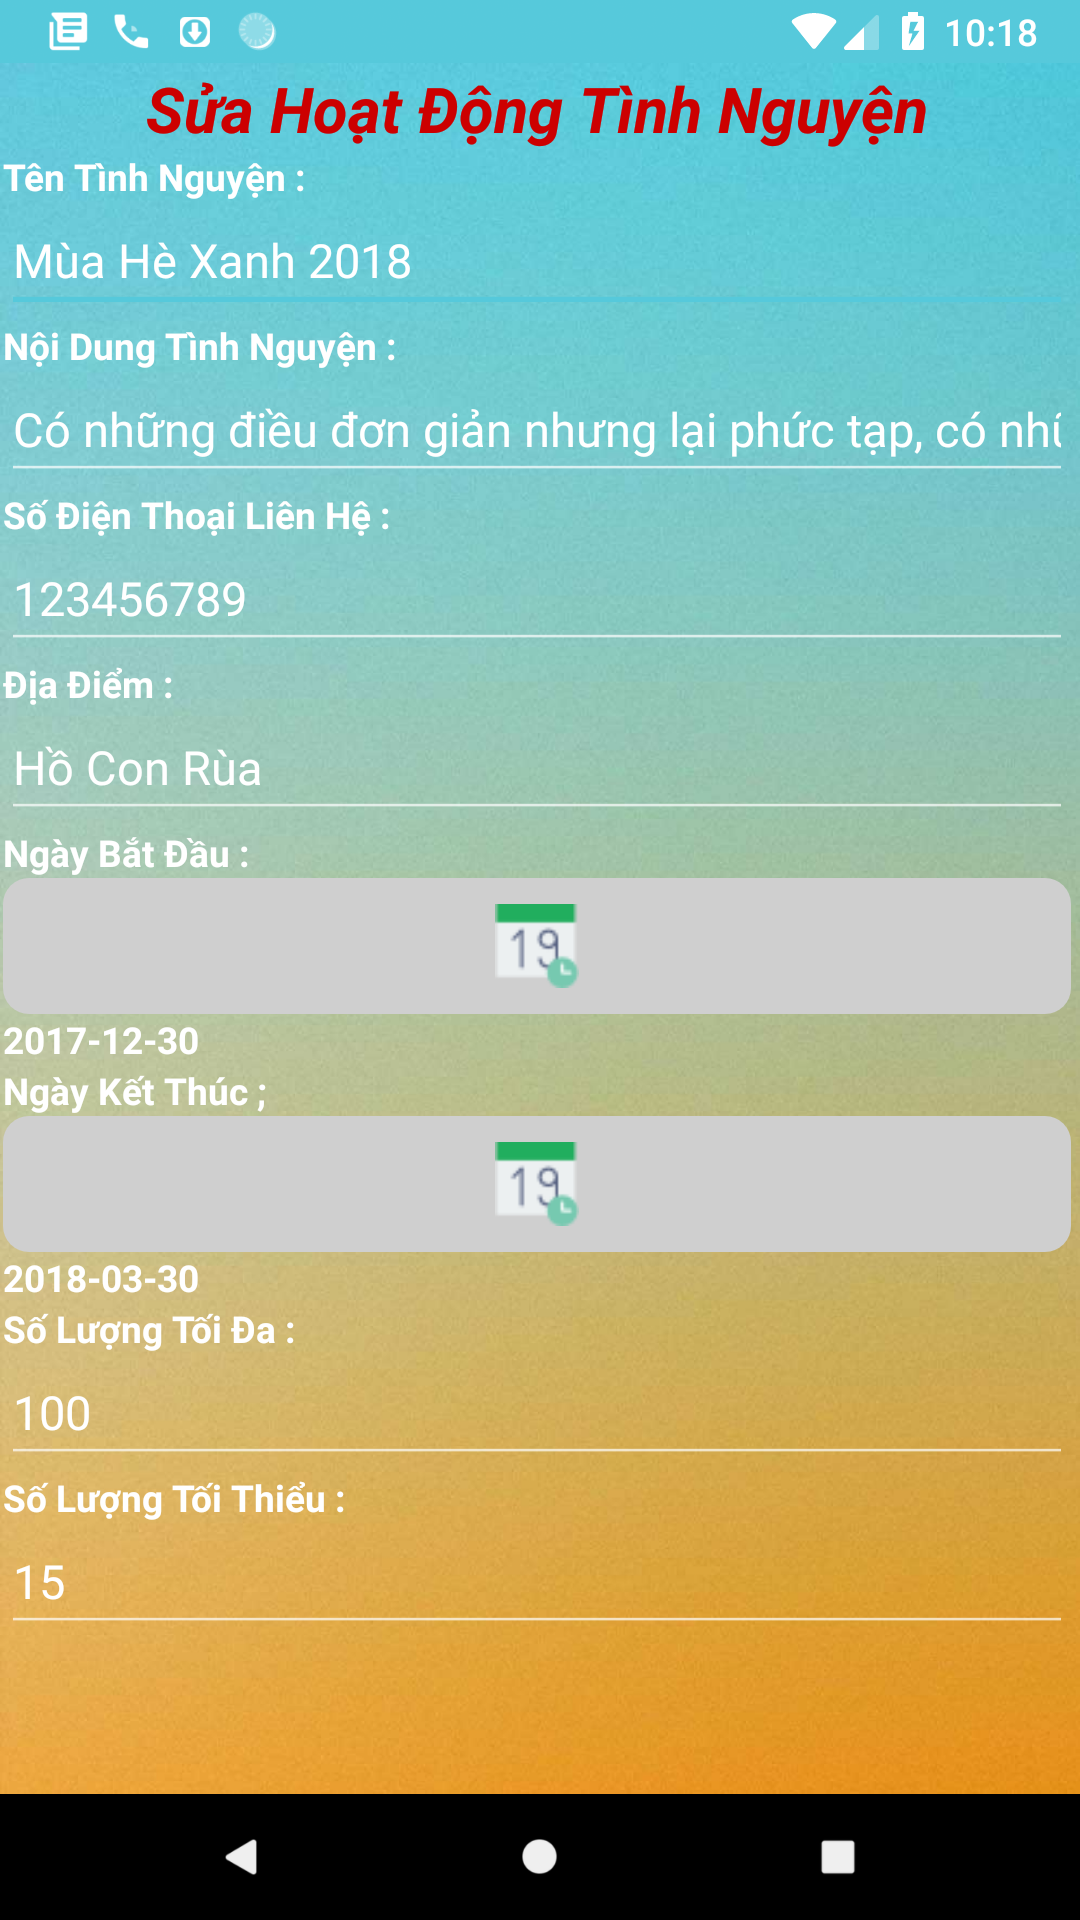 10:18
Sửa Hoạt Động Tình Nguyện
Tên Tình Nguyện :
Mùa Hè Xanh 2018
Nội Dung Tình Nguyện :
Có những điều đơn giản nhưng lại phức tạp, có
Số Điện Thoại Liên Hệ :
123456789
Địa Điểm :
Hồ Con Rùa
Ngày Bắt Đầu :
19
2017-12-30
Ngày Kết Thúc ;
19
2018-03-30
Số Lượng Tối Đa :
100
Số Lượng Tối Thiểu :
15